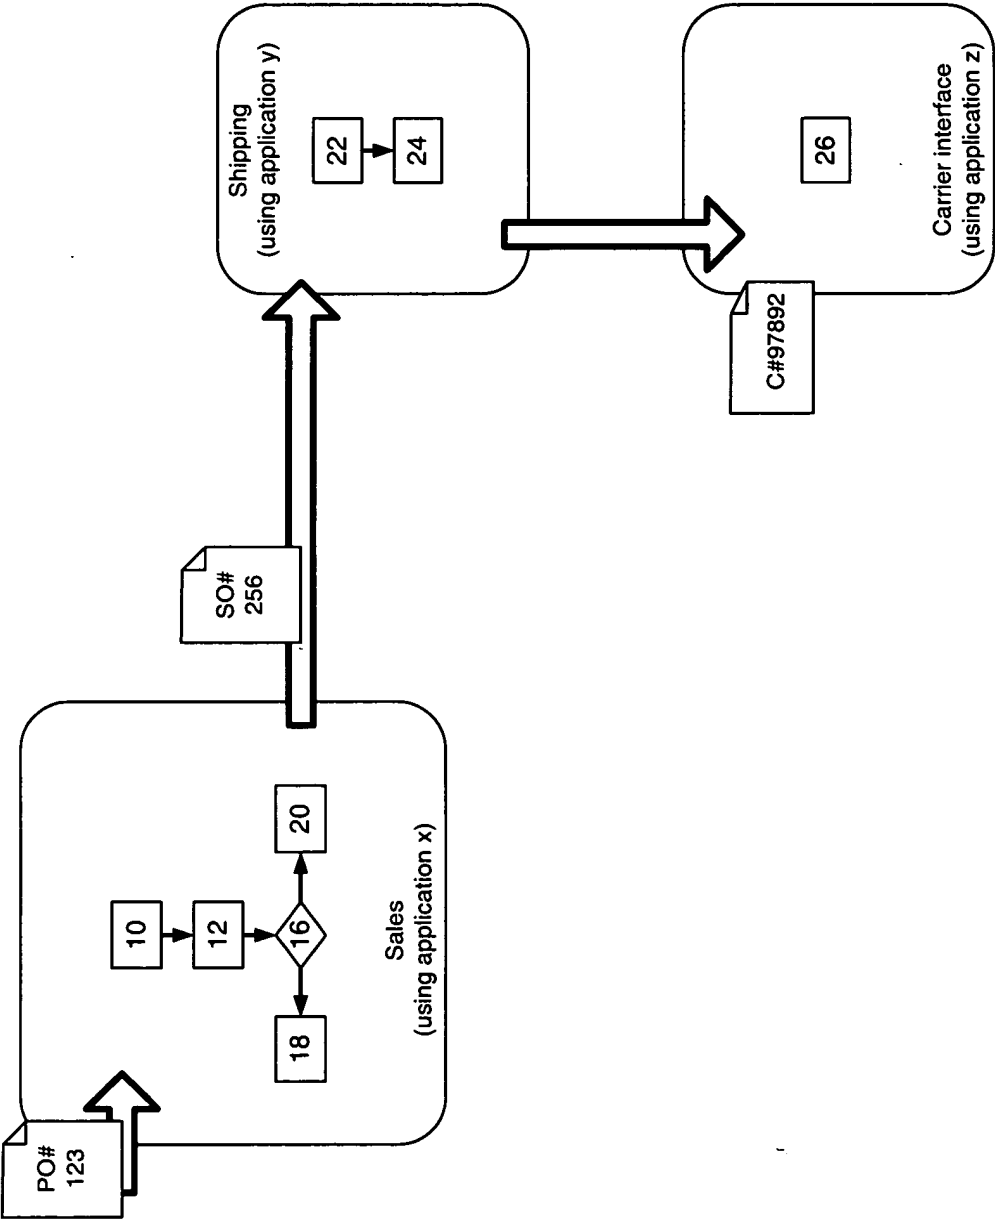 PO#
123
10
12
16
18
20
Sales
(using application x)
SO#
256
Shipping
(using application y)
22
24
C#97892
26
Carrier interface
(using application z)